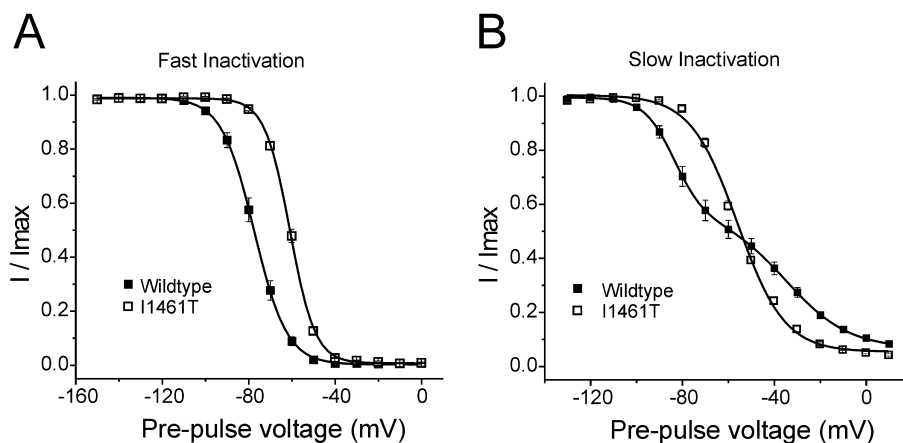 A
Fast Inactivation
1.0
0.8
0.6
0.4
0.2
0.0
I / Imax
Wildtype
I1461T
-160
-120
-80
-40
0
Pre-pulse voltage (mV)
B
Slow Inactivation
1.0
0.8
0.6
0.4
0.2
0.0
I / Imax
Wildtype
I1461T
-120
-80
-40
0
Pre-pulse voltage (mV)